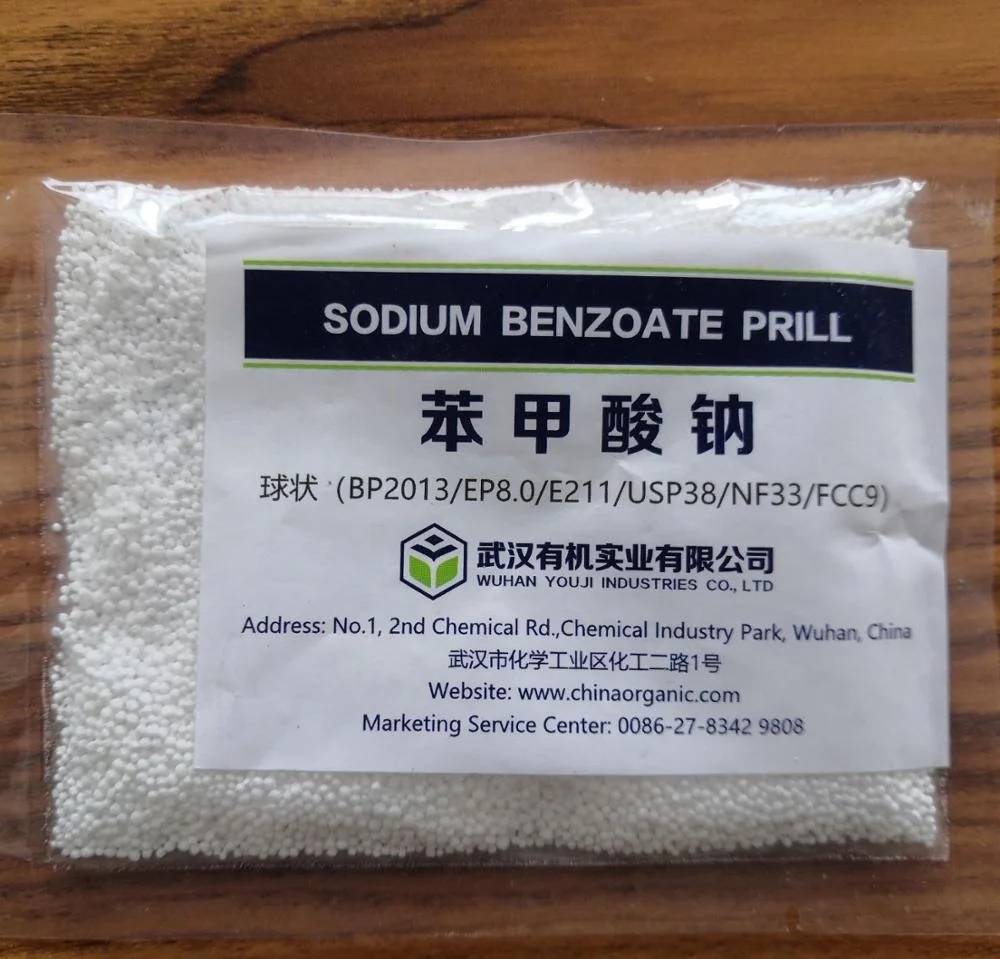 SODIUM BENZOATE PRILL
苯甲酸钠
球状 (BP2013/EP8.0/E211/USP38/NF33/FCC9)
武汉有机实业有限公司
WUHAN YOUJI INDUSTRIES CO., LTD
Address: No.1, 2nd Chemical Rd.,Chemical Industry Park, Wuhan, China
武汉市化学工业区化工二路1号
Website: www.chinaorganic.com
Marketing Service Center: 0086-27-8342 9808